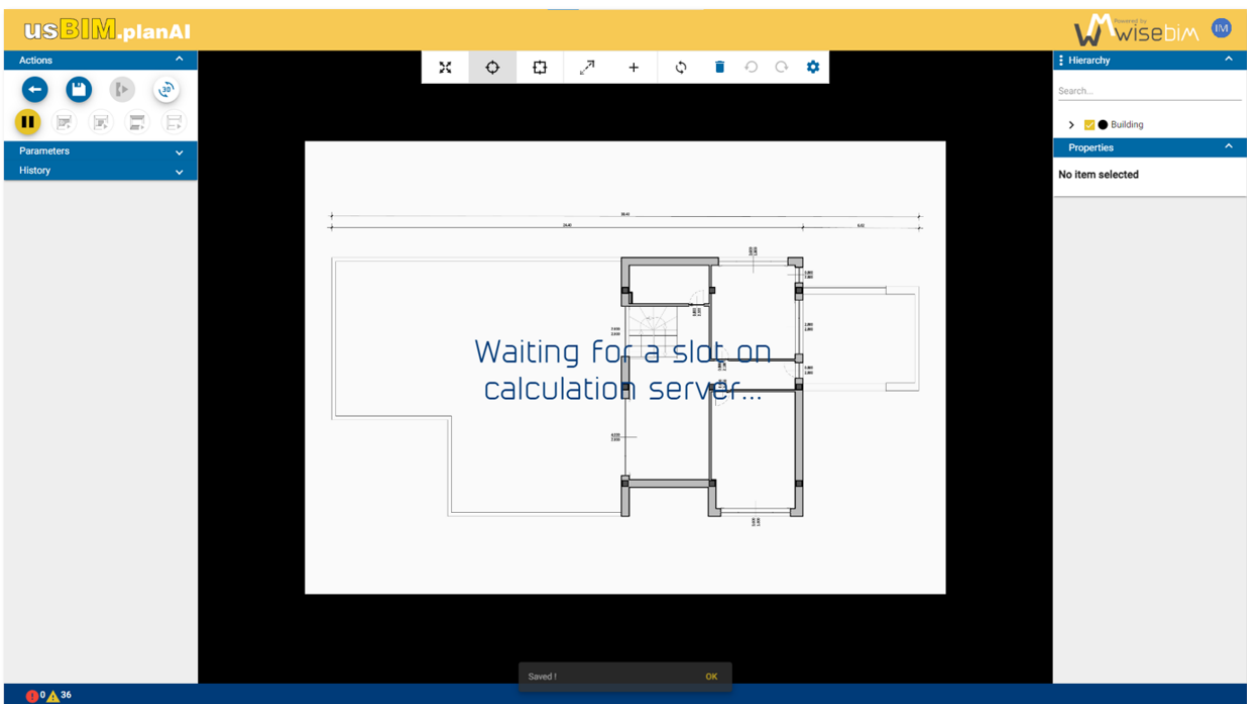 usBIM.planAI
Powered by
wisebim
IM
Actions
3D
Parameters
History
Hierarchy
Search...
Building
Properties
No item selected
Waiting for a slot on
calculation server...
Saved !
OK
0
36